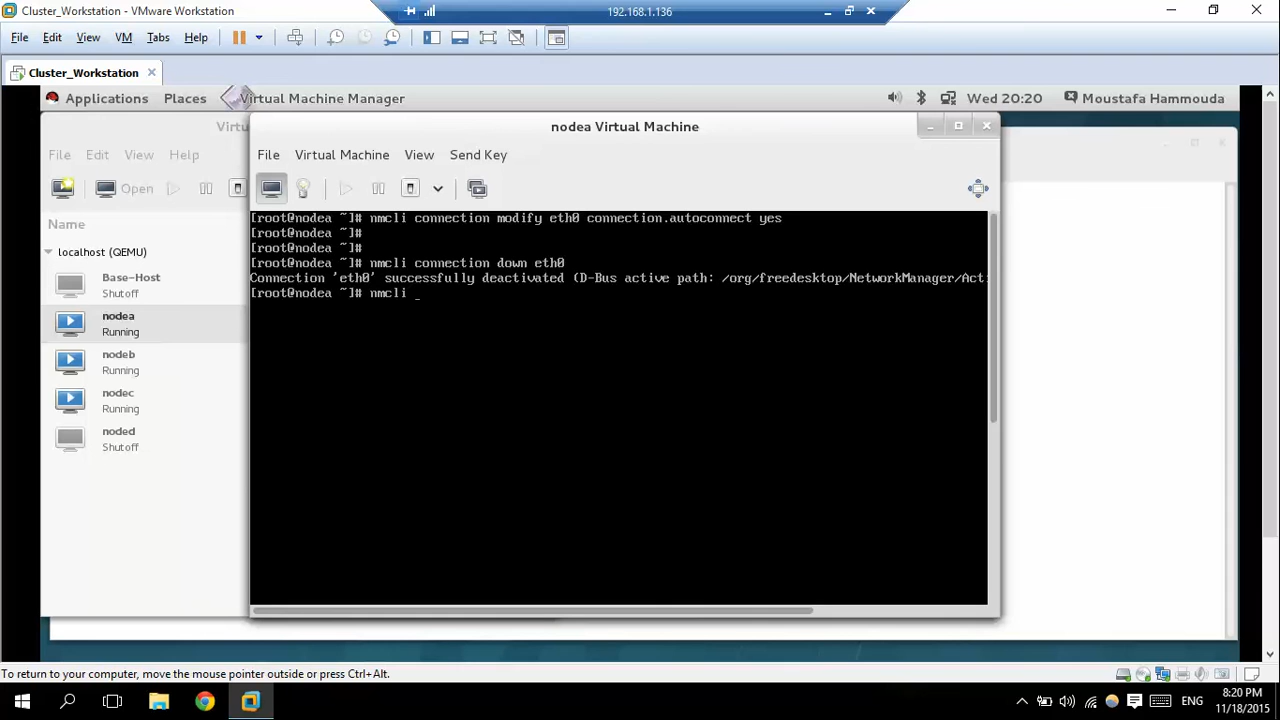 Cluster_Workstation - VMware Workstation
192.168.1.136
File Edit View VM Tabs Help
Cluster_Workstation
Applications Places Virtual Machine Manager Wed 20:20 Moustafa Hammouda
Virtu
nodea Virtual Machine
File Edit View Help
File Virtual Machine View Send Key
Open
Name
localhost (QEMU)
Base-Host
Shutoff
nodea
Running
nodeb
Running
nodec
Running
noded
Shutoff
[root@nodea ~]# nmcli connection modify eth0 connection.autoconnect yes
[root@nodea ~]#
[root@nodea ~]#
[root@nodea ~]# nmcli connection down eth0
Connection 'eth0' successfully deactivated (D-Bus active path: /org/freedesktop/NetworkManager/Act
[root@nodea ~]# nmcli _
To return to your computer, move the mouse pointer outside or press Ctrl+Alt.
ENG
8:20 PM
11/18/2015